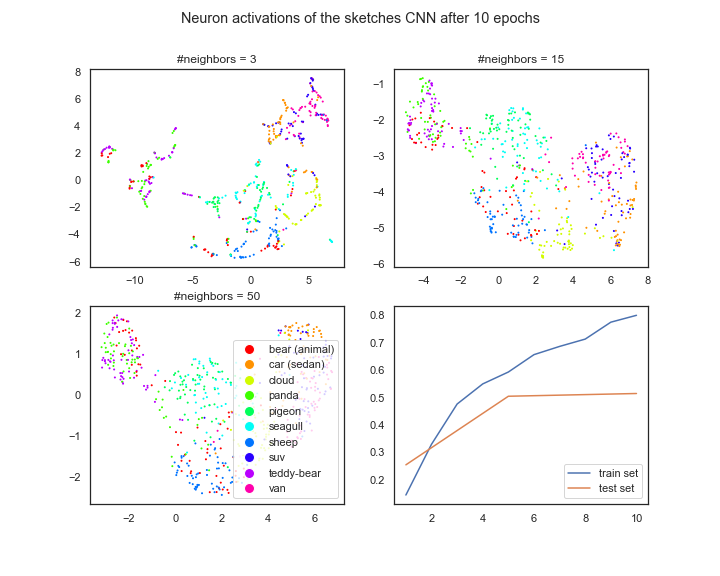 Neuron activations of the sketches CNN after 10 epochs
#neighbors = 3
8
6
4
2
0
−2
−4
−6
−10
−5
0
5
#neighbors = 15
−1
−2
−3
−4
−5
−6
−4
−2
0
2
4
6
8
#neighbors = 50
2
1
0
−1
−2
−2
0
2
4
6
bear (animal)
car (sedan)
cloud
panda
pigeon
seagull
sheep
suv
teddy-bear
van
0.8
0.7
0.6
0.5
0.4
0.3
0.2
2
4
6
8
10
train set
test set